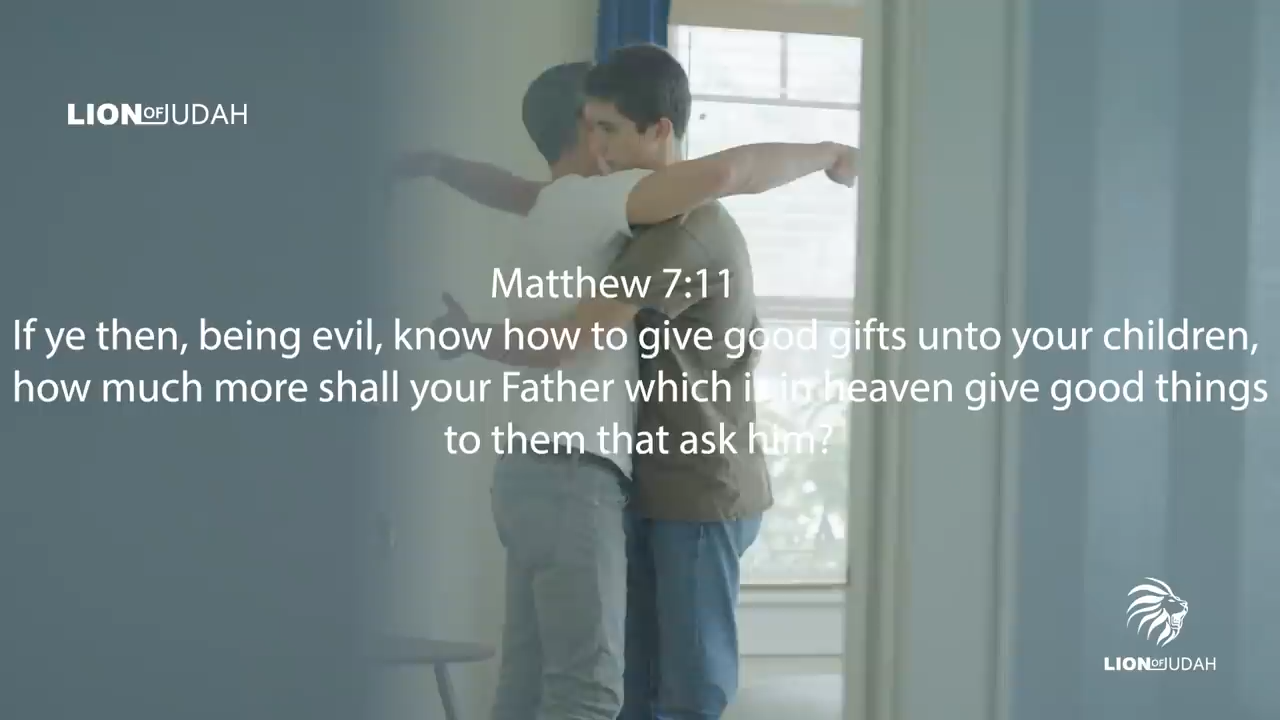 LION OF JUDAH
Matthew 7:11
If ye then, being evil, know how to give good gifts unto your children,
how much more shall your Father which is in heaven give good things
to them that ask him?
LION OF JUDAH